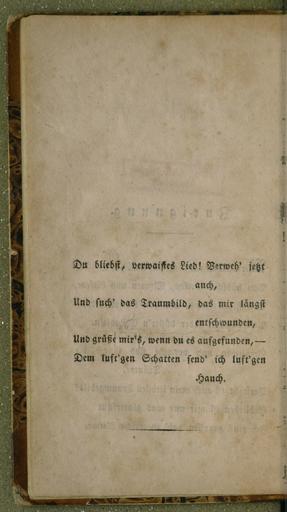 Du bliebst, verwaistes Lied! Verweh' jetzt
auch,
Und such' das Traumbild, das mir längst
entschwunden,
Und grüße mir's, wenn du es aufgefunden,—
Dem luft'gen Schatten send' ich luft'gen
Hauch.